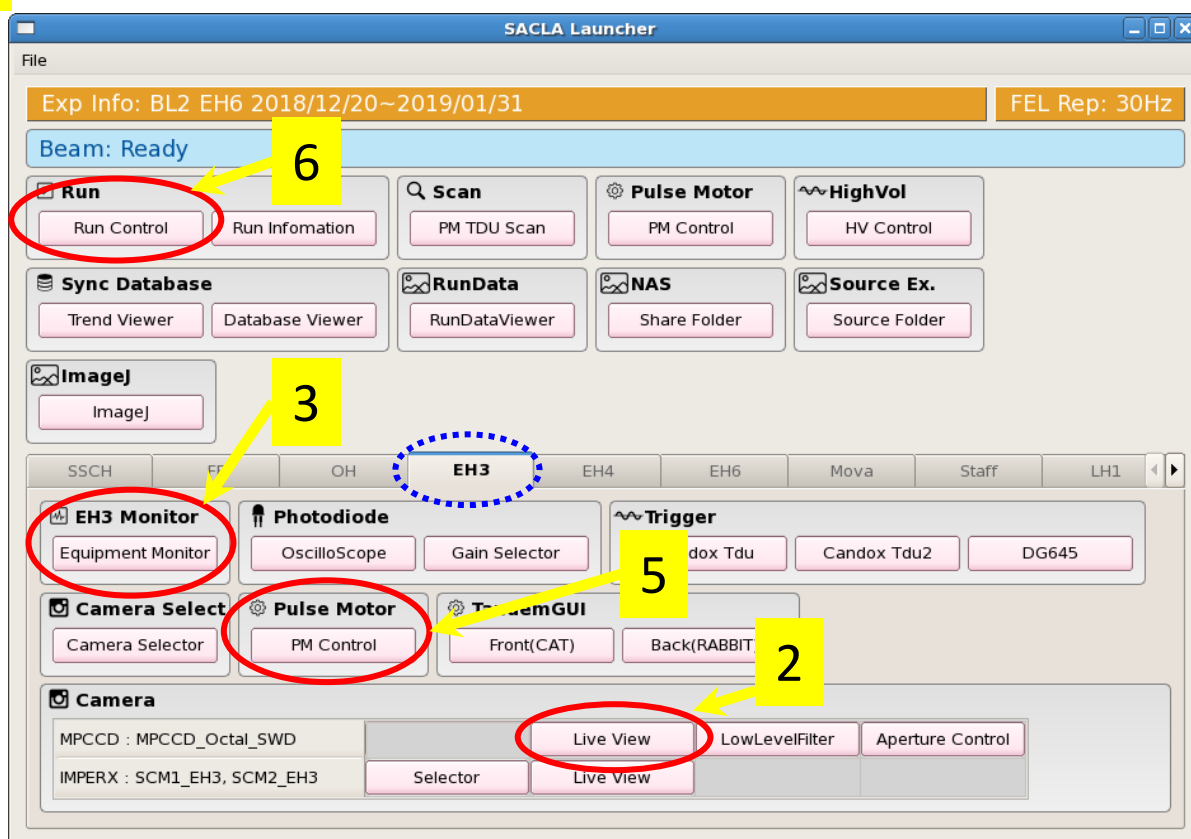 SACLA Launcher
File
Exp Info: BL2 EH6 2018/12/20~2019/01/31 FEL Rep: 30Hz
Beam: Ready
6
Run Scan Pulse Motor HighVol
Run Control Run Infomation PM TDU Scan PM Control HV Control
Sync Database RunData NAS Source Ex.
Trend Viewer Database Viewer RunDataViewer Share Folder Source Folder
ImageJ
ImageJ
3
SSCH OH EH3 EH4 EH6 Mova Staff LH1
EH3 Monitor Photodiode Trigger
Equipment Monitor OscilloScope Gain Selector dox Tdu Candox Tdu2 DG645
5
Camera Select Pulse Motor TandemGUI
Camera Selector PM Control Front(CAT) Back(RABBIT
2
Camera
MPCCD : MPCCD_Octal_SWD Live View LowLevelFilter Aperture Control
IMPERX : SCM1_EH3, SCM2_EH3 Selector Live View